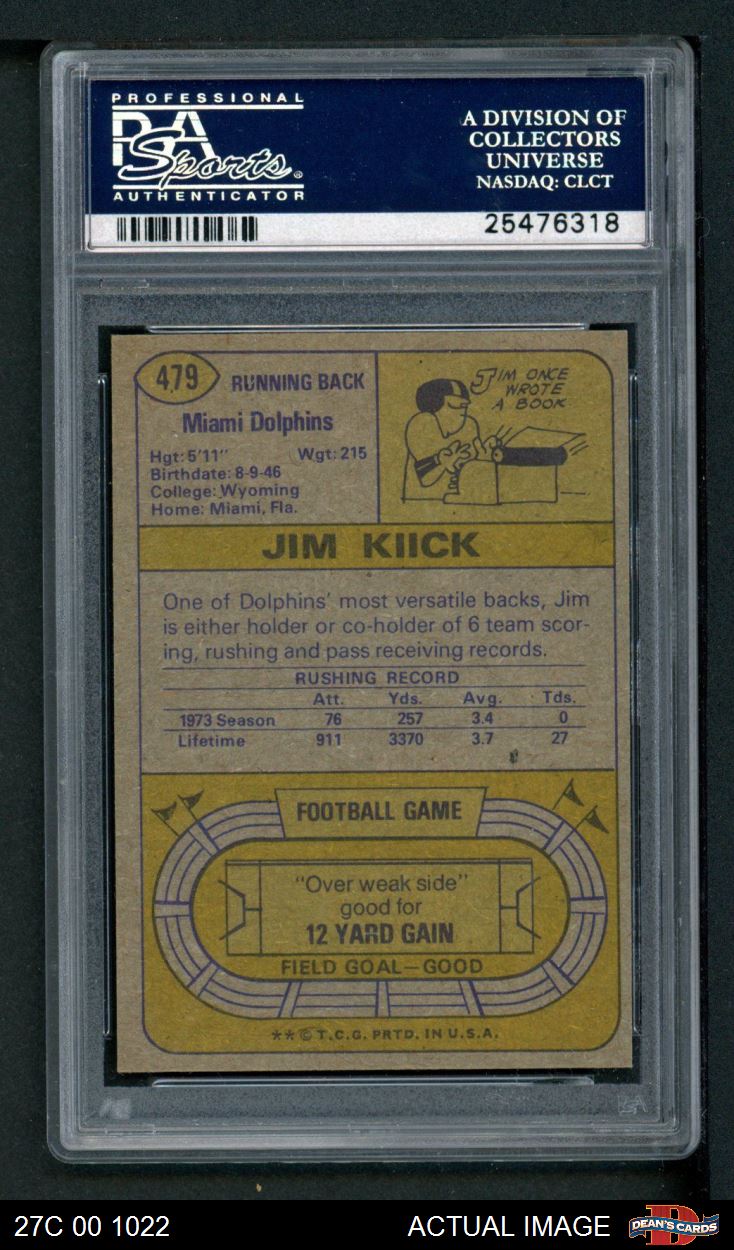 PROFESSIONAL
PSA
Sports®
AUTHENTICATOR
A DIVISION OF
COLLECTORS
UNIVERSE
NASDAQ: CLCT
25476318
479
RUNNING BACK
Miami Dolphins
Hgt: 5'11" Wgt: 215
Birthdate: 8-9-46
College: Wyoming
Home: Miami, Fla.
JIM ONCE
WROTE
A BOOK.
JIM KIICK
One of Dolphins' most versatile backs, Jim
is either holder or co-holder of 6 team scor-
ing, rushing and pass receiving records.
RUSHING RECORD
Att. Yds. Avg. Tds.
1973 Season 76 257 3.4 0
Lifetime 911 3370 3.7 27
FOOTBALL GAME
"Over weak side"
good for
12 YARD GAIN
FIELD GOAL—GOOD
**© T.C.G. PRTD. IN U.S.A.
PSA
27C 00 1022
ACTUAL IMAGE
DEAN'S CARDS